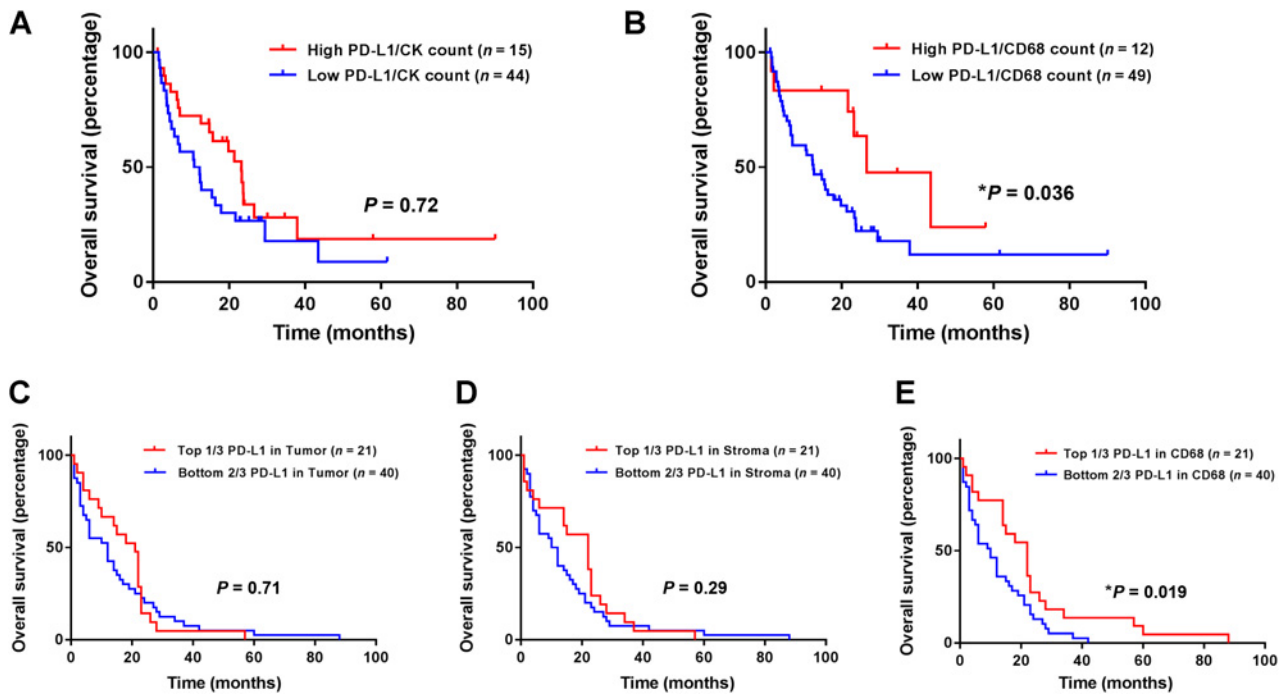 A
High PD-L1/CK count (n = 15)
Low PD-L1/CK count (n = 44)
Overall survival (percentage)
100
50
0
P = 0.72
0 20 40 60 80 100
Time (months)
B
High PD-L1/CD68 count (n = 12)
Low PD-L1/CD68 count (n = 49)
Overall survival (percentage)
100
50
0
*P = 0.036
0 20 40 60 80 100
Time (months)
C
Top 1/3 PD-L1 in Tumor (n = 21)
Bottom 2/3 PD-L1 in Tumor (n = 40)
Overall survival (percentage)
100
50
0
P = 0.71
0 20 40 60 80 100
Time (months)
D
Top 1/3 PD-L1 in Stroma (n = 21)
Bottom 2/3 PD-L1 in Stroma (n = 40)
Overall survival (percentage)
100
50
0
P = 0.29
0 20 40 60 80 100
Time (months)
E
Top 1/3 PD-L1 in CD68 (n = 21)
Bottom 2/3 PD-L1 in CD68 (n = 40)
Overall survival (percentage)
100
50
0
*P = 0.019
0 20 40 60 80 100
Time (months)